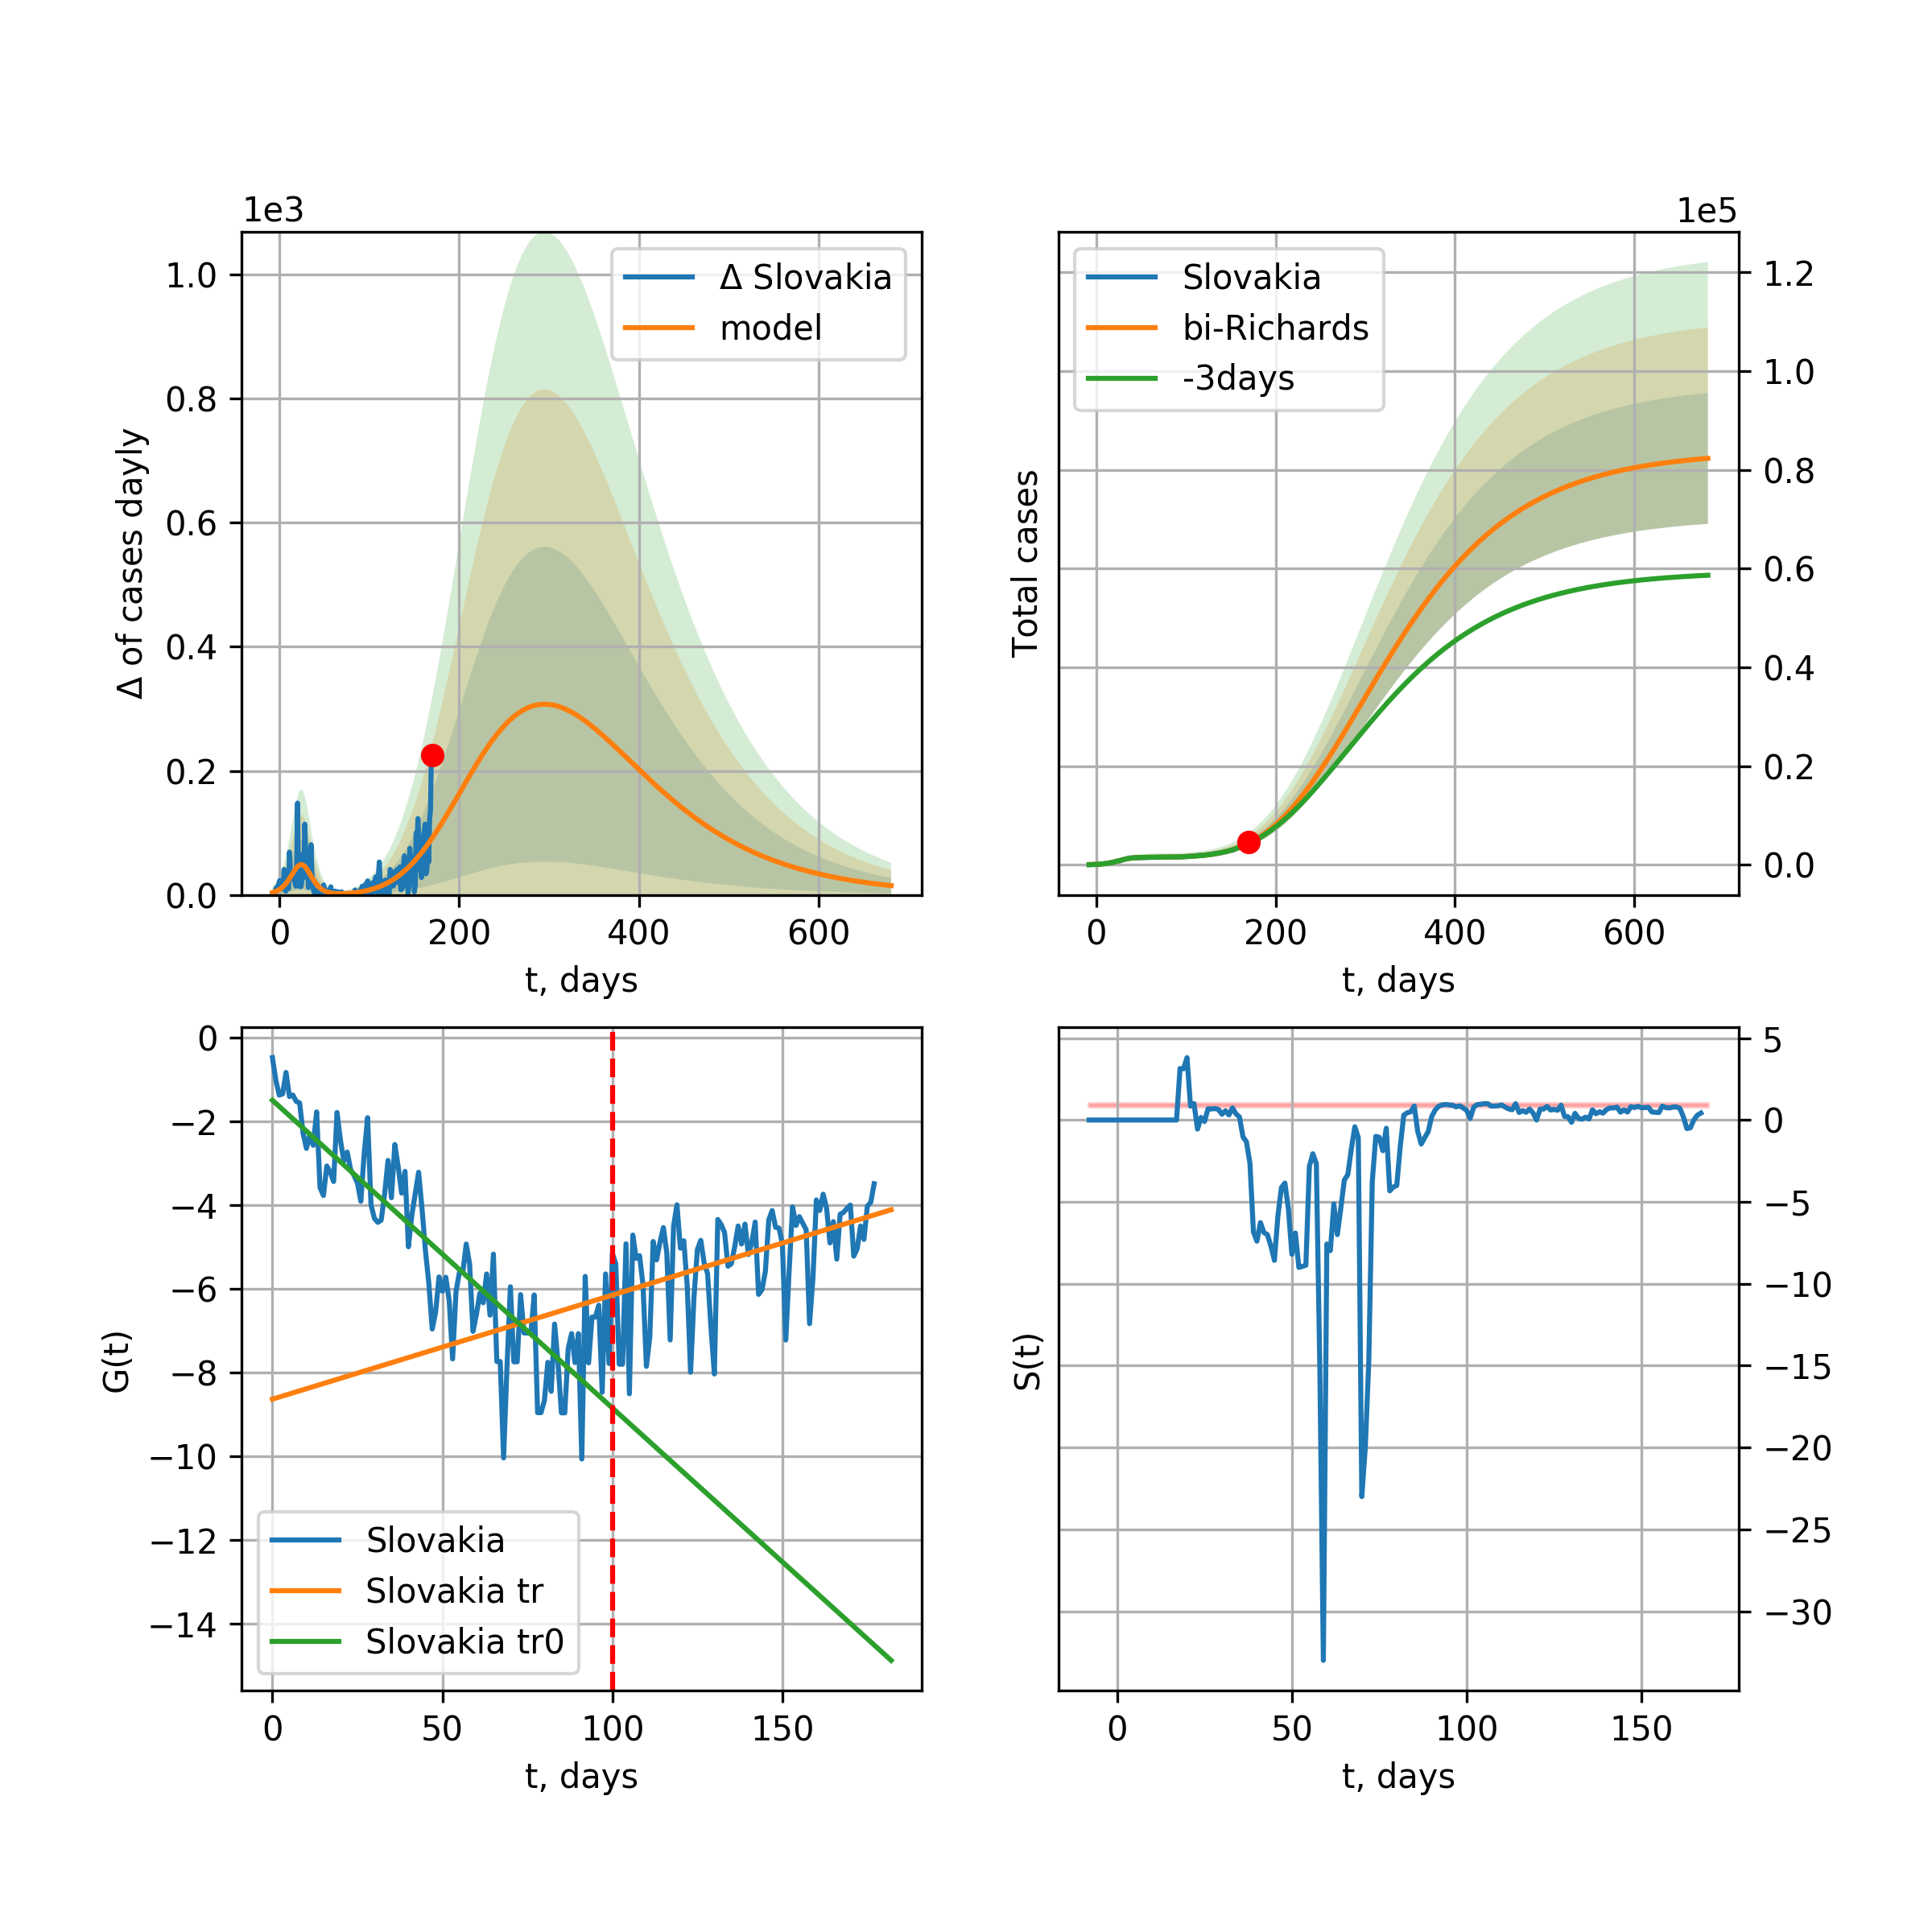 1e3
Δ of cases dayly
1.0
0.8
0.6
0.4
0.2
0.0
Δ Slovakia
model
0
200
400
600
t, days
1e5
Total cases
Slovakia
bi-Richards
-3days
1.2
1.0
0.8
0.6
0.4
0.2
0.0
0
200
400
600
t, days
G(t)
0
−2
−4
−6
−8
−10
−12
−14
Slovakia
Slovakia tr
Slovakia tr0
0
50
100
150
t, days
S(t)
5
0
−5
−10
−15
−20
−25
−30
0
50
100
150
t, days